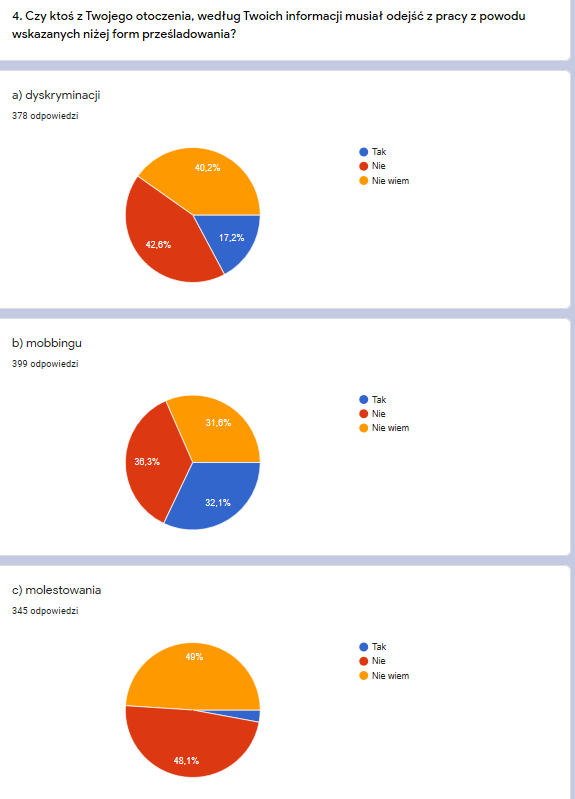 4. Czy ktoś z Twojego otoczenia, według Twoich informacji musiał odejść z pracy z powodu
wskazanych niżej form prześladowania?
a) dyskryminacji
378 odpowiedzi
Tak
Nie
Nie wiem
40,2%
17,2%
42,6%
b) mobbingu
399 odpowiedzi
Tak
Nie
Nie wiem
31,6%
36,3%
32,1%
c) molestowania
345 odpowiedzi
Tak
Nie
Nie wiem
49%
48,1%